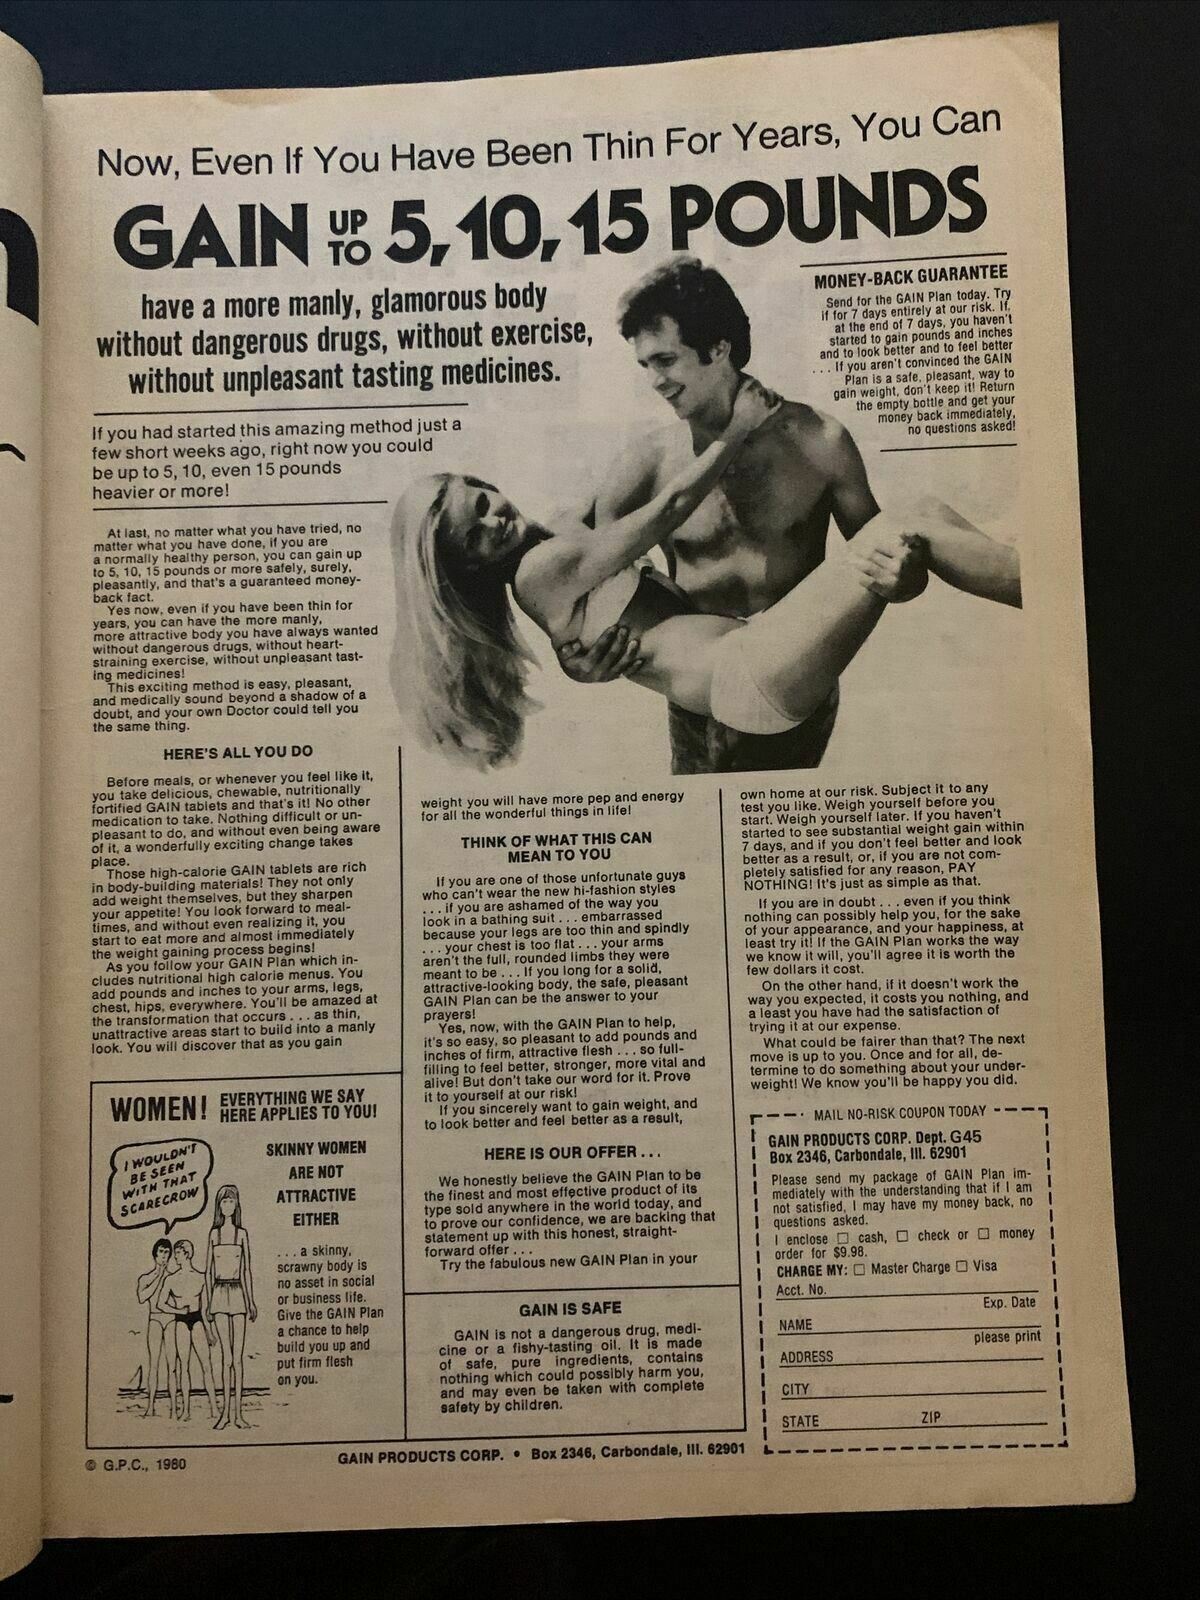 Now, Even If You Have Been Thin For Years, You Can
GAIN UP TO 5, 10, 15 POUNDS
have a more manly, glamorous body
without dangerous drugs, without exercise,
without unpleasant tasting medicines.
MONEY-BACK GUARANTEE
Send for the GAIN Plan today. Try
if for 7 days entirely at our risk. If,
at the end of 7 days, you haven't
started to gain pounds and inches
and to look better and to feel better
. . . If you aren't convinced the GAIN
Plan is a safe, pleasant, way to
gain weight, don't keep it! Return
the empty bottle and get your
money back immediately,
no questions asked!
If you had started this amazing method just a
few short weeks ago, right now you could
be up to 5, 10, even 15 pounds
heavier or more!
At last, no matter what you have tried, no
matter what you have done, if you are
a normally healthy person, you can gain up
to 5, 10, 15 pounds or more safely, surely,
pleasantly, and that's a guaranteed money-
back fact.
Yes now, even if you have been thin for
years, you can have the more manly,
more attractive body you have always wanted
without dangerous drugs, without heart-
straining exercise, without unpleasant tast-
ing medicines!
This exciting method is easy, pleasant,
and medically sound beyond a shadow of a
doubt, and your own Doctor could tell you
the same thing.
HERE'S ALL YOU DO
Before meals, or whenever you feel like it,
you take delicious, chewable, nutritionally
fortified GAIN tablets and that's it! No other
medication to take. Nothing difficult or un-
pleasant to do, and without even being aware
of it, a wonderfully exciting change takes
place.
Those high-calorie GAIN tablets are rich
in body-building materials! They not only
add weight themselves, but they sharpen
your appetite! You look forward to meal-
times, and without even realizing it, you
start to eat more and almost immediately
the weight gaining process begins!
As you follow your GAIN Plan which in-
cludes nutritional high calorie menus. You
add pounds and inches to your arms, legs,
chest, hips, everywhere. You'll be amazed at
the transformation that occurs . . . as thin,
unattractive areas start to build into a manly
look. You will discover that as you gain
weight you will have more pep and energy
for all the wonderful things in life!
THINK OF WHAT THIS CAN
MEAN TO YOU
If you are one of those unfortunate guys
who can't wear the new hi-fashion styles
. . . if you are ashamed of the way you
look in a bathing suit . . . embarrassed
because your legs are too thin and spindly
. . . your chest is too flat . . . your arms
aren't the full, rounded limbs they were
meant to be . . . If you long for a solid,
attractive-looking body, the safe, pleasant
GAIN Plan can be the answer to your
prayers!
Yes, now, with the GAIN Plan to help,
it's so easy, so pleasant to add pounds and
inches of firm, attractive flesh . . . so full-
filling to feel better, stronger, more vital and
alive! But don't take our word for it. Prove
it to yourself at our risk!
If you sincerely want to gain weight, and
to look better and feel better as a result,
HERE IS OUR OFFER . . .
We honestly believe the GAIN Plan to be
the finest and most effective product of its
type sold anywhere in the world today, and
to prove our confidence, we are backing that
statement up with this honest, straight-
forward offer . . .
Try the fabulous new GAIN Plan in your
own home at our risk. Subject it to any
test you like. Weigh yourself before you
start. Weigh yourself later. If you haven't
started to see substantial weight gain within
7 days, and if you don't feel better and look
better as a result, or, if you are not com-
pletely satisfied for any reason, PAY
NOTHING! It's just as simple as that.
If you are in doubt . . . even if you think
nothing can possibly help you, for the sake
of your appearance, and your happiness, at
least try it! If the GAIN Plan works the way
we know it will, you'll agree it is worth the
few dollars it cost.
On the other hand, if it doesn't work the
way you expected, it costs you nothing, and
a least you have had the satisfaction of
trying it at our expense.
What could be fairer than that? The next
move is up to you. Once and for all, de-
termine to do something about your under-
weight! We know you'll be happy you did.
WOMEN! EVERYTHING WE SAY
HERE APPLIES TO YOU!
I WOULDN'T
BE SEEN
WITH THAT
SCARECROW
SKINNY WOMEN
ARE NOT
ATTRACTIVE
EITHER
. . . a skinny,
scrawny body is
no asset in social
or business life.
Give the GAIN Plan
a chance to help
build you up and
put firm flesh
on you.
GAIN IS SAFE
GAIN is not a dangerous drug, medi-
cine or a fishy-tasting oil. It is made
of safe, pure ingredients, contains
nothing which could possibly harm you,
and may even be taken with complete
safety by children.
MAIL NO-RISK COUPON TODAY
GAIN PRODUCTS CORP. Dept. G45
Box 2346, Carbondale, Ill. 62901
Please send my package of GAIN Plan im-
mediately with the understanding that if I am
not satisfied, I may have my money back, no
questions asked.
I enclose ☐ cash, ☐ check or ☐ money
order for $9.98.
CHARGE MY: ☐ Master Charge ☐ Visa
Acct. No.
Exp. Date
NAME
please print
ADDRESS
CITY
STATE ZIP
© G.P.C., 1980
GAIN PRODUCTS CORP. • Box 2346, Carbondale, Ill. 62901